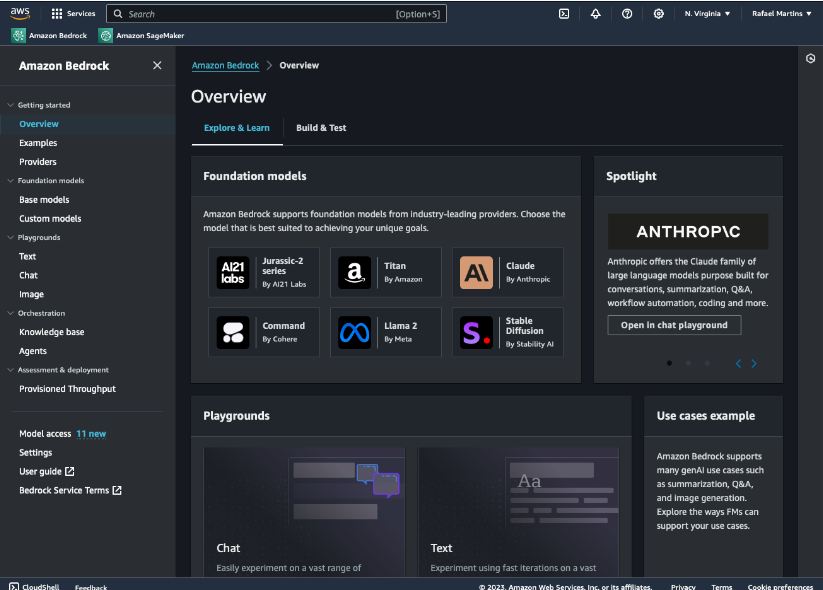 aws
Services
Search
[Option+S]
N. Virginia
Rafael Martins
Amazon Bedrock
Amazon SageMaker
Amazon Bedrock
Getting started
Overview
Examples
Providers
Foundation models
Base models
Custom models
Playgrounds
Text
Chat
Image
Orchestration
Knowledge base
Agents
Assessment & deployment
Provisioned Throughput
Model access 11 new
Settings
User guide
Bedrock Service Terms
Amazon Bedrock
Overview
Overview
Explore & Learn
Build & Test
Foundation models
Amazon Bedrock supports foundation models from industry-leading providers. Choose the
model that is best suited to achieving your unique goals.
AI21
labs
Jurassic-2
series
By AI21 Labs
a
Titan
By Amazon
A\
Claude
By Anthropic
Command
By Cohere
Llama 2
By Meta
S.
Stable
Diffusion
By Stability AI
Spotlight
ANTHROP\C
Anthropic offers the Claude family of
large language models purpose built for
conversations, summarization, Q&A,
workflow automation, coding and more.
Open in chat playground
Playgrounds
Chat
Easily experiment on a vast range of
Aa
Text
Experiment using fast iterations on a vast
Use cases example
Amazon Bedrock supports
many genAI use cases such
as summarization, Q&A,
and image generation.
Explore the ways FMs can
support your use cases.
CloudShell
Feedback
© 2023, Amazon Web Services, Inc. or its affiliates.
Privacy
Terms
Cookie preferences